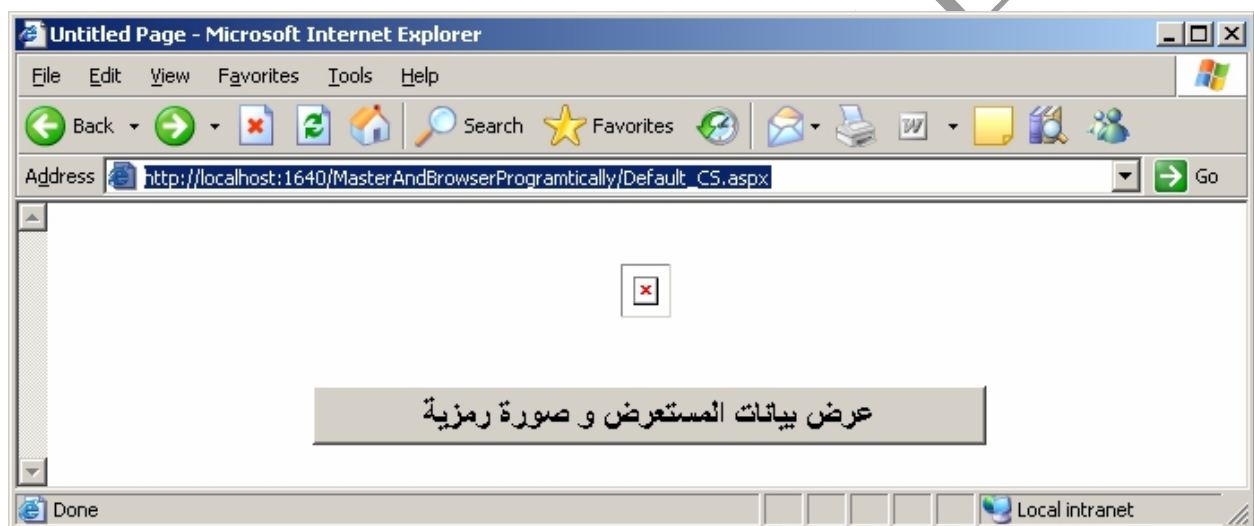 Untitled Page - Microsoft Internet Explorer
File Edit View Favorites Tools Help
Back Search Favorites
Address http://localhost:1640/MasterAndBrowserProgramtically/Default_CS.aspx Go
عرض بيانات المستعرض و صورة رمزية
Done Local intranet